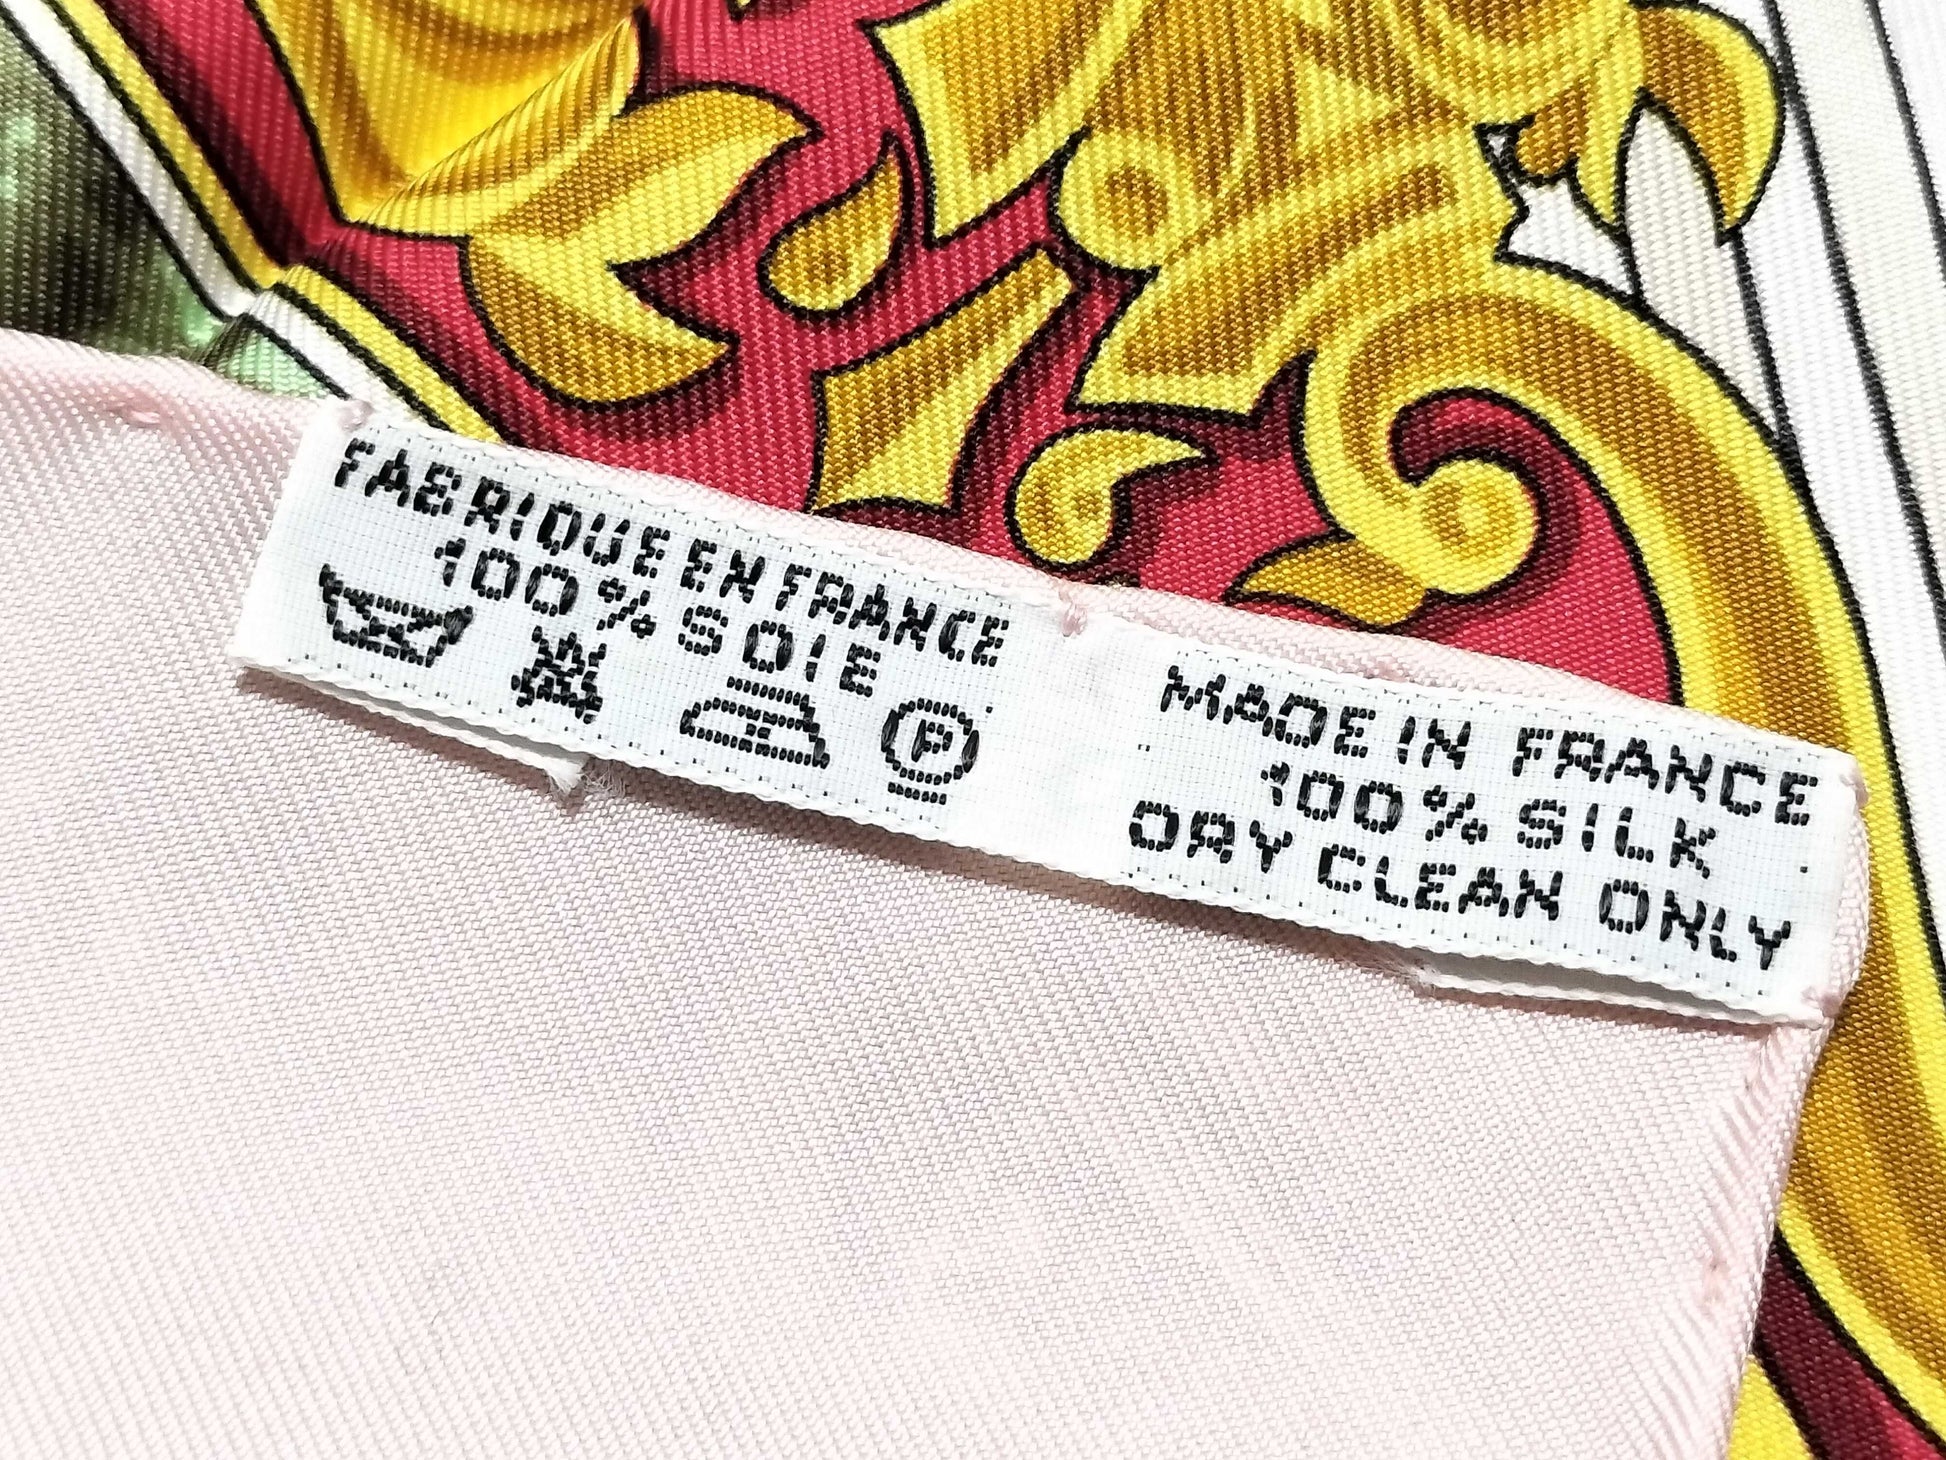 FABRIQUE EN FRANCE
100% SOIE
P
MADE IN FRANCE
100% SILK
DRY CLEAN ONLY